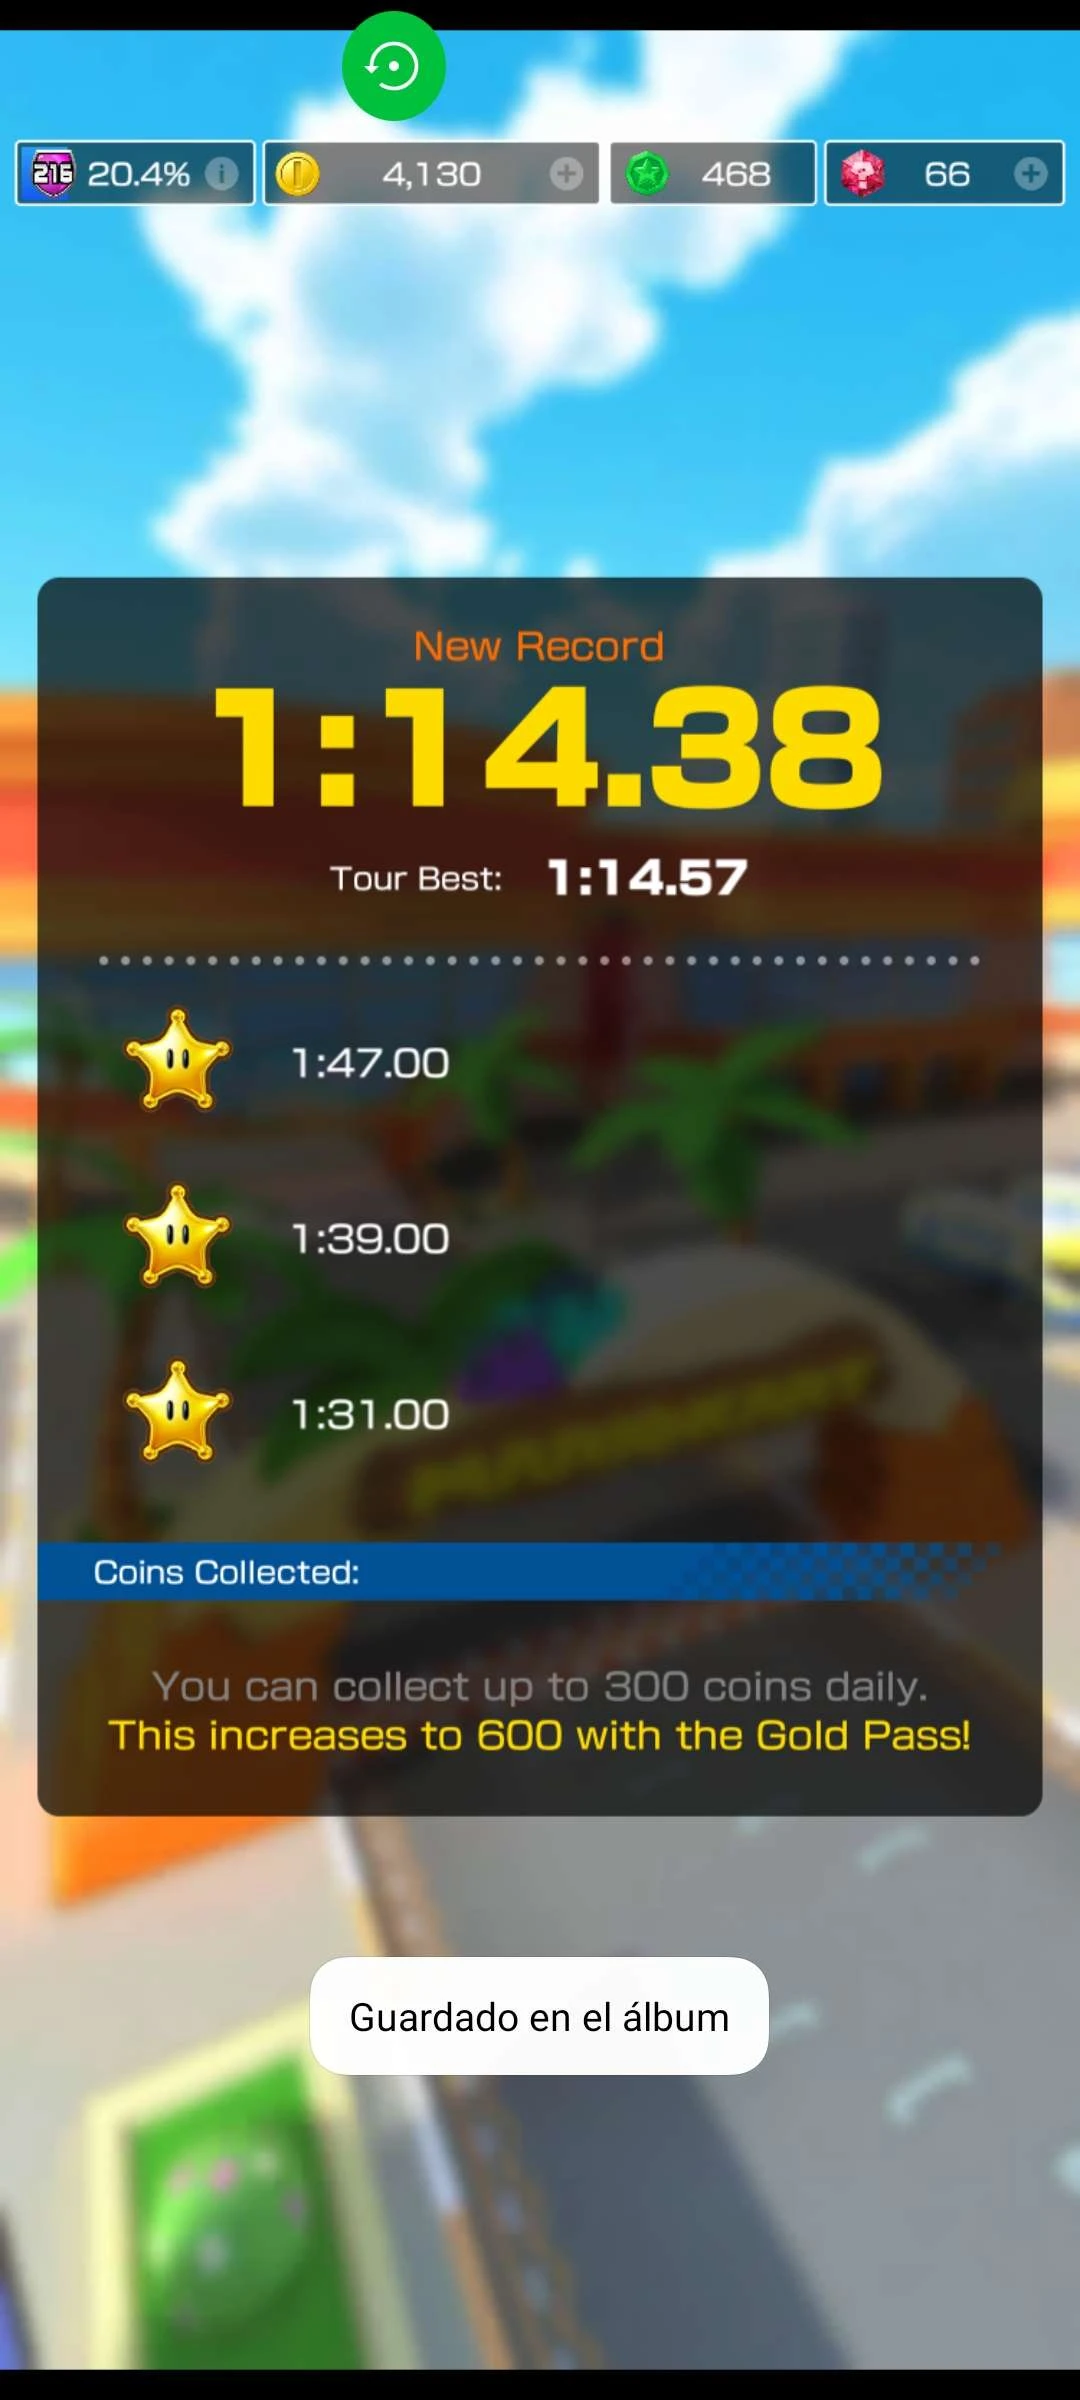 216 20.4% 4,130 468 66
New Record
1:14.38
Tour Best: 1:14.57
1:47.00
1:39.00
1:31.00
Coins Collected:
You can collect up to 300 coins daily.
This increases to 600 with the Gold Pass!
Guardado en el álbum